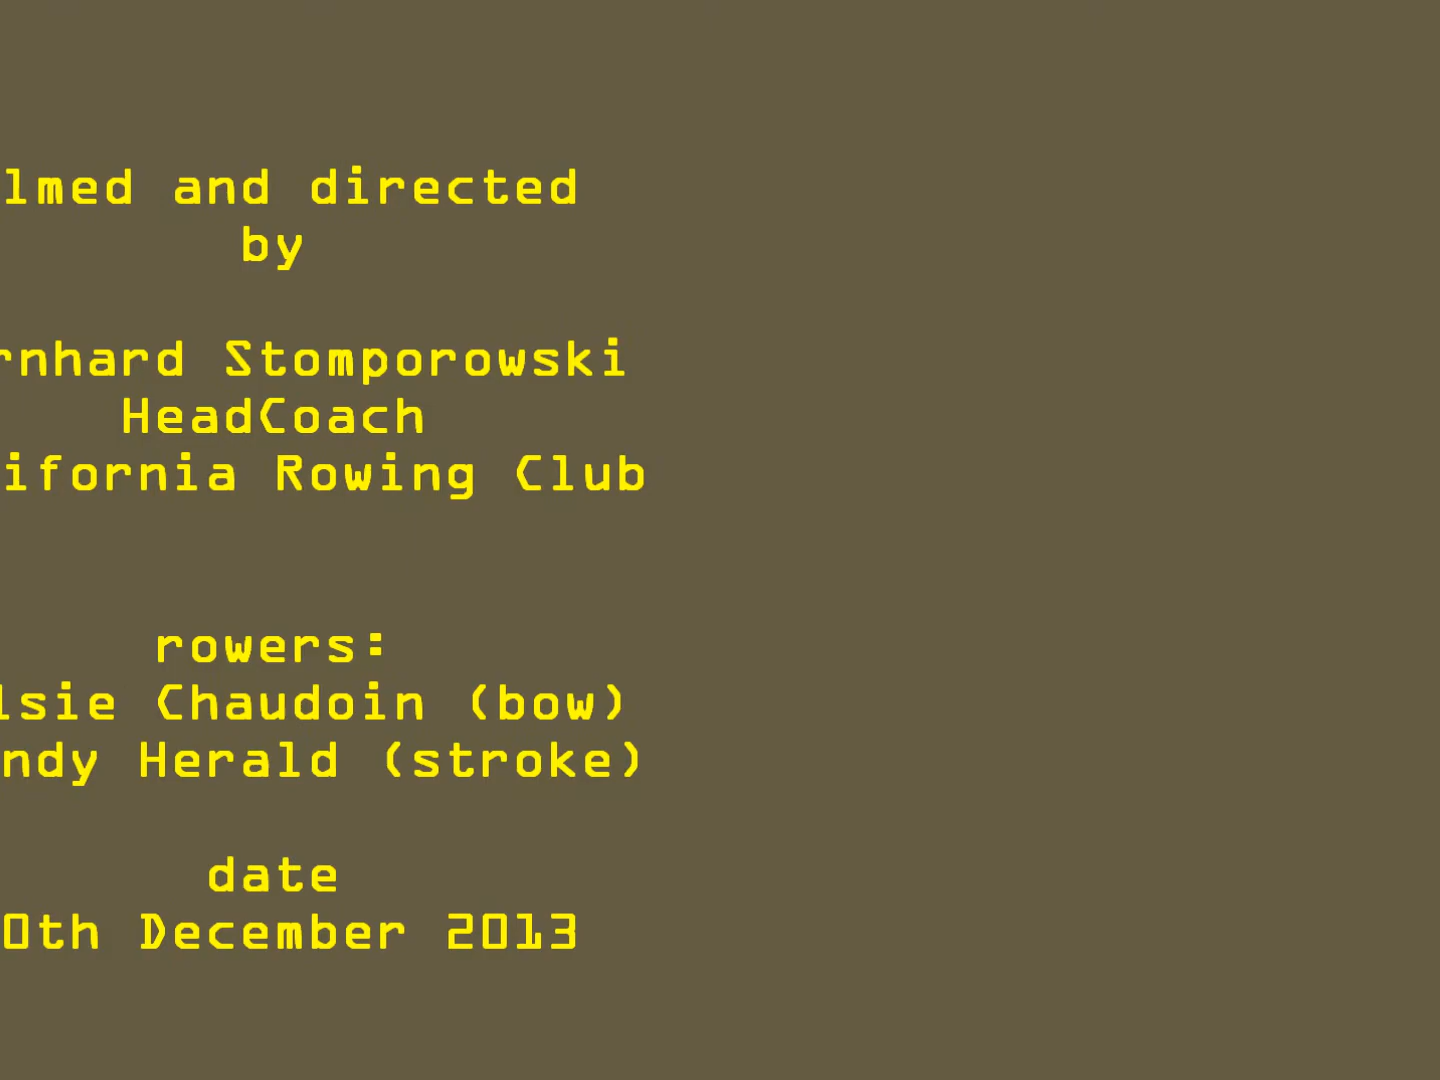 lmed and directed
by
rnhard Stomporowski
HeadCoach
ifornia Rowing Club
rowers:
lsie Chaudoin (bow)
ndy Herald (stroke)
date
0th December 2013